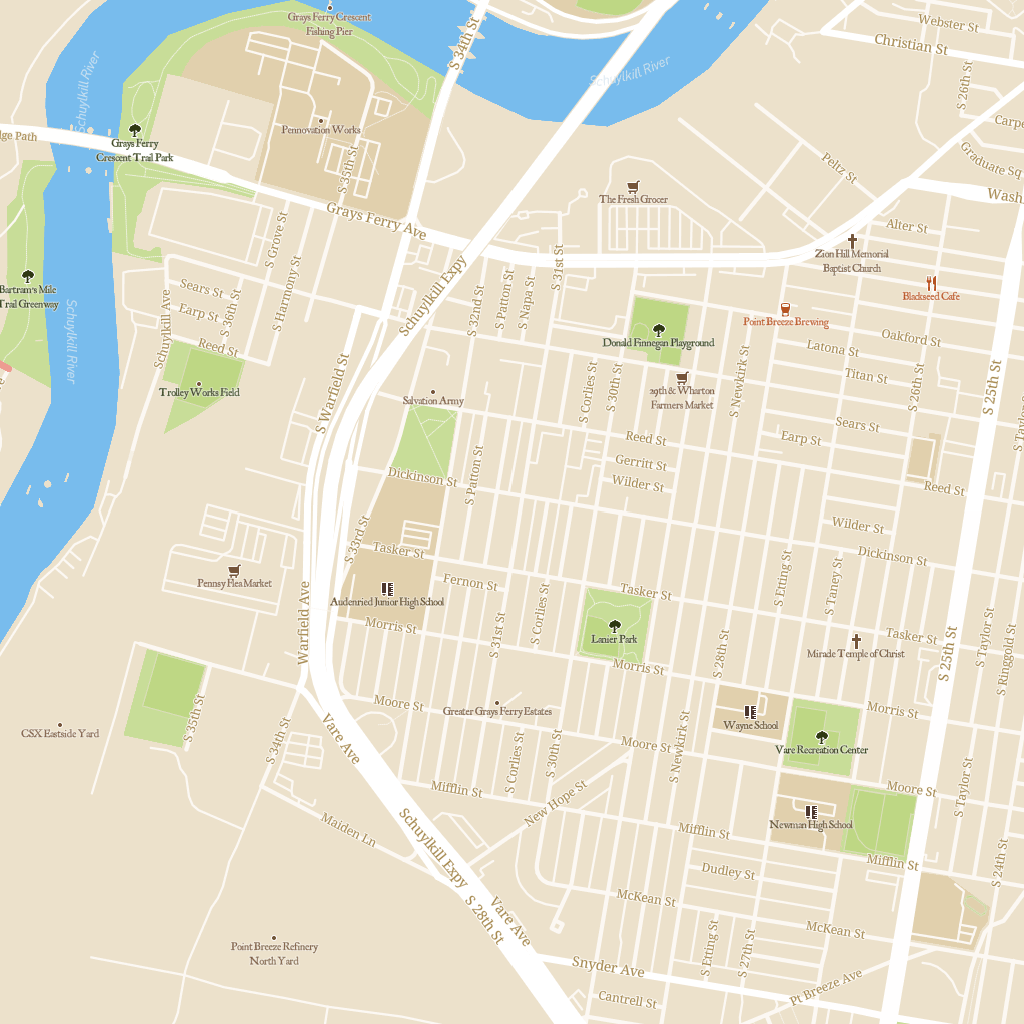 Grays Ferry Crescent
Fishing Pier
S 34th St
Webster St
Christian St
Schuylkill River
Schuylkill River
S 26th St
Pennovation Works
Grays Ferry
Crescent Trail Park
Graduate Sq
Peltz St
S 35th St
The Fresh Grocer
Grays Ferry Ave
S Grove St
Alter St
Zion Hill Memorial
Baptist Church
Schuylkill Expy
S 31st St
Bartram's Mile
Trail Greenway
S Harmony St
Sears St
Blackseed Cafe
Schuylkill Ave
S 36th St
Earp St
S 32nd St
S Patton St
S Napa St
Point Breeze Brewing
Schuylkill River
Donald Finnegan Playground
Oakford St
Reed St
Latona St
Titan St
S 25th St
Trolley Works Field
S Warfield St
Salvation Army
S Corlies St
S 30th St
29th & Wharton
Farmers Market
S Newkirk St
S 26th St
Sears St
Earp St
Reed St
Gerritt St
Wilder St
Dickinson St
S Patton St
Reed St
Wilder St
S 33rd St
Tasker St
Dickinson St
Pennsy Flea Market
Audenried Junior High School
Fernon St
Tasker St
S Etting St
S Taney St
Warfield Ave
Morris St
S 31st St
S Corlies St
Lanier Park
Tasker St
S Taylor St
S Ringgold St
Mirade Temple of Christ
Morris St
S 28th St
S 25th St
S 35th St
Moore St
Greater Grays Ferry Estates
Wayne School
Morris St
CSX Eastside Yard
S 34th St
Vare Ave
Moore St
S Newkirk St
Vare Recreation Center
S Corlies St
S 30th St
Mifflin St
New Hope St
Moore St
S Taylor St
Maiden Ln
Schuylkill Expy
Mifflin St
Newman High School
Mifflin St
S 24th St
Dudley St
McKean St
S 28th St
Vare Ave
McKean St
Point Breeze Refinery
North Yard
S Etting St
S 27th St
Snyder Ave
Cantrell St
Pt Breeze Ave